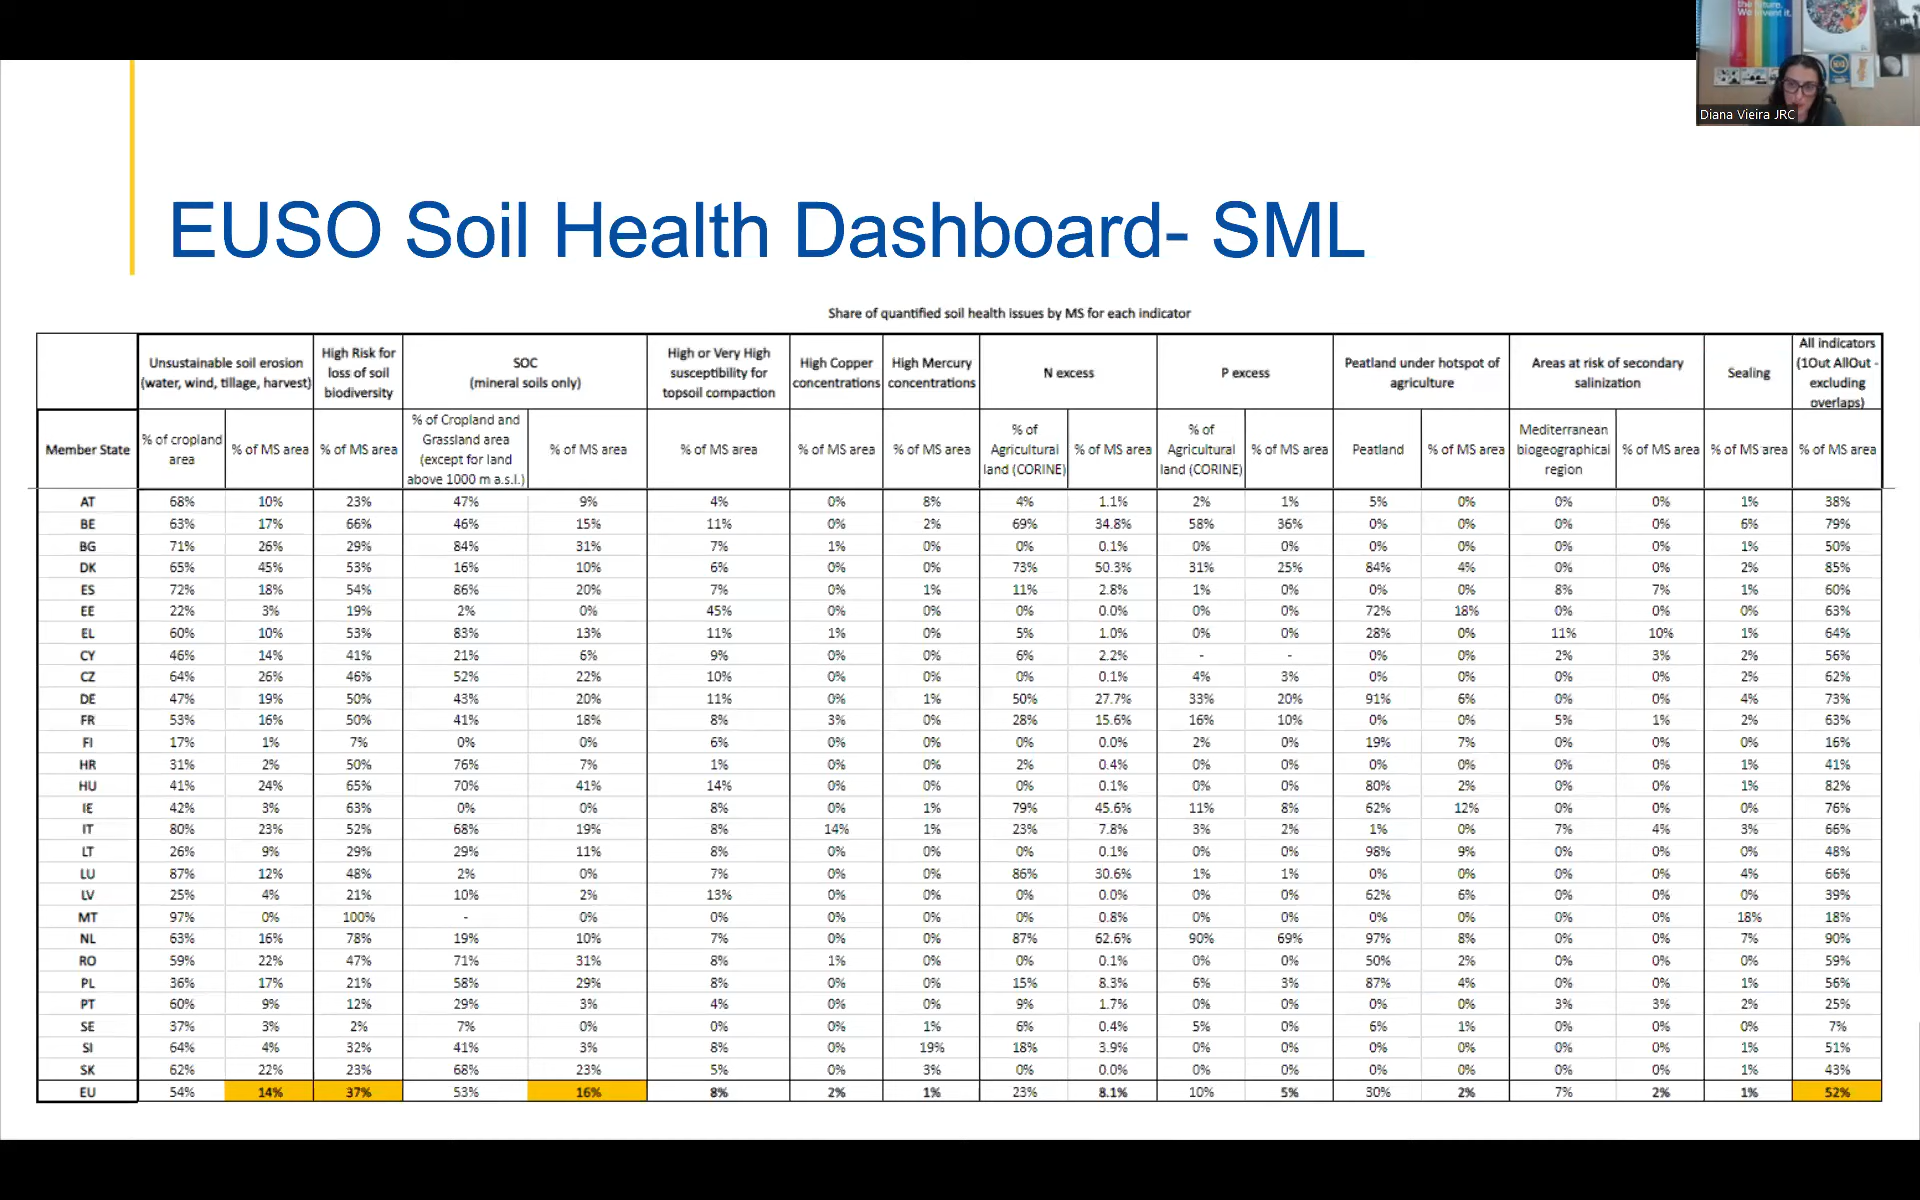 the future.
We invent it.
Diana Vieira JRC
EUSO Soil Health Dashboard- SML
Share of quantified soil health issues by MS for each indicator
Unsustainable soil erosion (water, wind, tillage, harvest) High Risk for loss of soil biodiversity SOC (mineral soils only) High or Very High susceptibility for topsoil compaction High Copper concentrations High Mercury concentrations N excess P excess Peatland under hotspot of agriculture Areas at risk of secondary salinization Sealing All indicators (1Out AllOut - excluding overlaps)
Member State % of cropland area % of MS area % of MS area % of Cropland and Grassland area (except for land above 1000 m a.s.l.) % of MS area % of MS area % of MS area % of MS area % of Agricultural land (CORINE) % of MS area % of Agricultural land (CORINE) % of MS area Peatland % of MS area Mediterranean biogeographical region % of MS area % of MS area % of MS area
AT 68% 10% 23% 47% 9% 4% 0% 8% 4% 1.1% 2% 1% 5% 0% 0% 0% 1% 38%
BE 63% 17% 66% 46% 15% 11% 0% 2% 69% 34.8% 58% 36% 0% 0% 0% 0% 6% 79%
BG 71% 26% 29% 84% 31% 7% 1% 0% 0% 0.1% 0% 0% 0% 0% 0% 0% 1% 50%
DK 65% 45% 53% 16% 10% 6% 0% 0% 73% 50.3% 31% 25% 84% 4% 0% 0% 2% 85%
ES 72% 18% 54% 86% 20% 7% 0% 1% 11% 2.8% 1% 0% 0% 0% 8% 7% 1% 60%
EE 22% 3% 19% 2% 0% 45% 0% 0% 0% 0.0% 0% 0% 72% 18% 0% 0% 0% 63%
EL 60% 10% 53% 83% 13% 11% 1% 0% 5% 1.0% 0% 0% 28% 0% 11% 10% 1% 64%
CY 46% 14% 41% 21% 6% 9% 0% 0% 6% 2.2% - - 0% 0% 2% 3% 2% 56%
CZ 64% 26% 46% 52% 22% 10% 0% 0% 0% 0.1% 4% 3% 0% 0% 0% 0% 2% 62%
DE 47% 19% 50% 43% 20% 11% 0% 1% 50% 27.7% 33% 20% 91% 6% 0% 0% 4% 73%
FR 53% 16% 50% 41% 18% 8% 3% 0% 28% 15.6% 16% 10% 0% 0% 5% 1% 2% 63%
FI 17% 1% 7% 0% 0% 6% 0% 0% 0% 0.0% 2% 0% 19% 7% 0% 0% 0% 16%
HR 31% 2% 50% 76% 7% 1% 0% 0% 2% 0.4% 0% 0% 0% 0% 0% 0% 1% 41%
HU 41% 24% 65% 70% 41% 14% 0% 0% 0% 0.1% 0% 0% 80% 2% 0% 0% 1% 82%
IE 42% 3% 63% 0% 0% 8% 0% 1% 79% 45.6% 11% 8% 62% 12% 0% 0% 0% 76%
IT 80% 23% 52% 68% 19% 8% 14% 1% 23% 7.8% 3% 2% 1% 0% 7% 4% 3% 66%
LT 26% 9% 29% 29% 11% 8% 0% 0% 0% 0.1% 0% 0% 98% 9% 0% 0% 0% 48%
LU 87% 12% 48% 2% 0% 7% 0% 0% 86% 30.6% 1% 1% 0% 0% 0% 0% 4% 66%
LV 25% 4% 21% 10% 2% 13% 0% 0% 0% 0.0% 0% 0% 62% 6% 0% 0% 0% 39%
MT 97% 0% 100% - 0% 0% 0% 0% 0% 0.8% 0% 0% 0% 0% 0% 0% 18% 18%
NL 63% 16% 78% 19% 10% 7% 0% 0% 87% 62.6% 90% 69% 97% 8% 0% 0% 7% 90%
RO 59% 22% 47% 71% 31% 8% 1% 0% 0% 0.1% 0% 0% 50% 2% 0% 0% 0% 59%
PL 36% 17% 21% 58% 29% 8% 0% 0% 15% 8.3% 6% 3% 87% 4% 0% 0% 1% 56%
PT 60% 9% 12% 29% 3% 4% 0% 0% 9% 1.7% 0% 0% 0% 0% 3% 3% 2% 25%
SE 37% 3% 2% 7% 0% 0% 0% 1% 6% 0.4% 5% 0% 6% 1% 0% 0% 0% 7%
SI 64% 4% 32% 41% 3% 8% 0% 19% 18% 3.9% 0% 0% 0% 0% 0% 0% 1% 51%
SK 62% 22% 23% 68% 23% 5% 0% 3% 0% 0.0% 0% 0% 0% 0% 0% 0% 1% 43%
EU 54% 14% 37% 53% 16% 8% 2% 1% 23% 8.1% 10% 5% 30% 2% 7% 2% 1% 52%